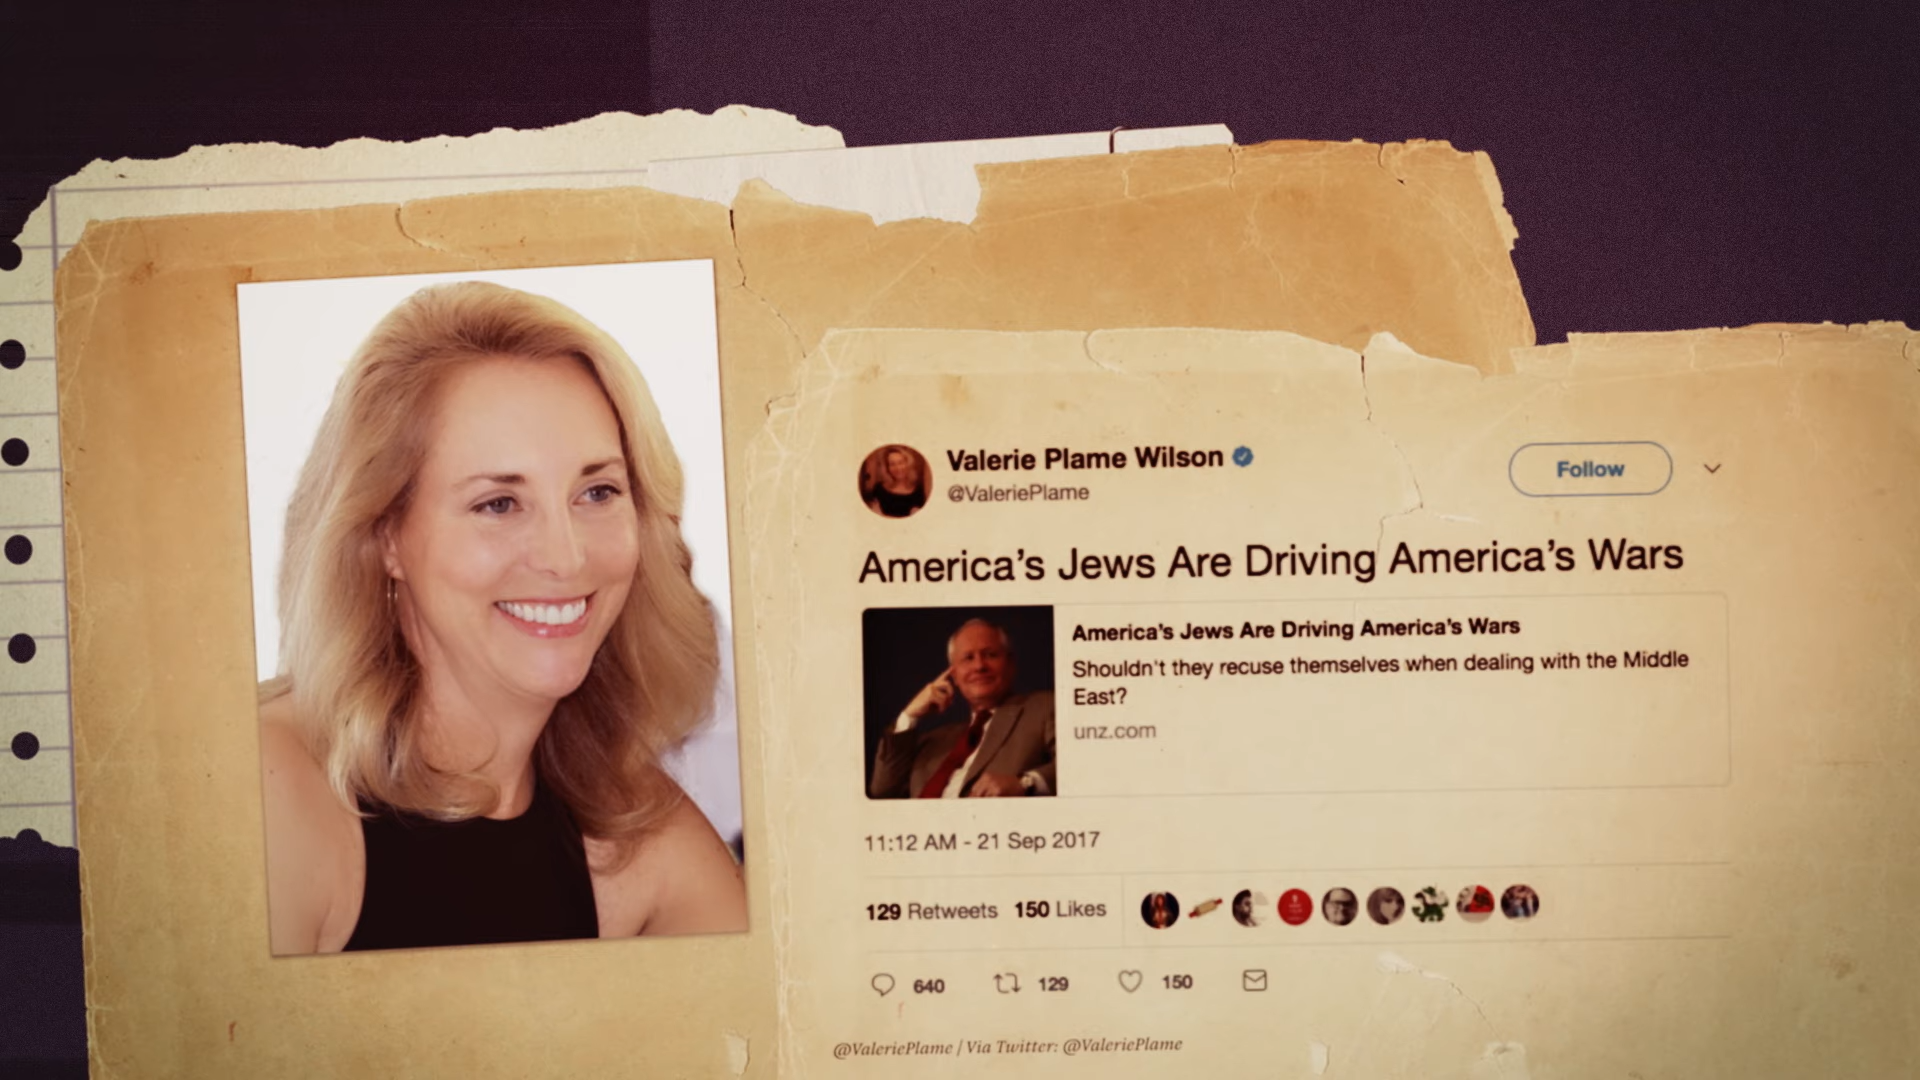 Valerie Plame Wilson
@ValeriePlame
Follow
America's Jews Are Driving America's Wars
America's Jews Are Driving America's Wars
Shouldn't they recuse themselves when dealing with the Middle
East?
unz.com
11:12 AM - 21 Sep 2017
129 Retweets 150 Likes
640 129 150
@ValeriePlame | Via Twitter: @ValeriePlame